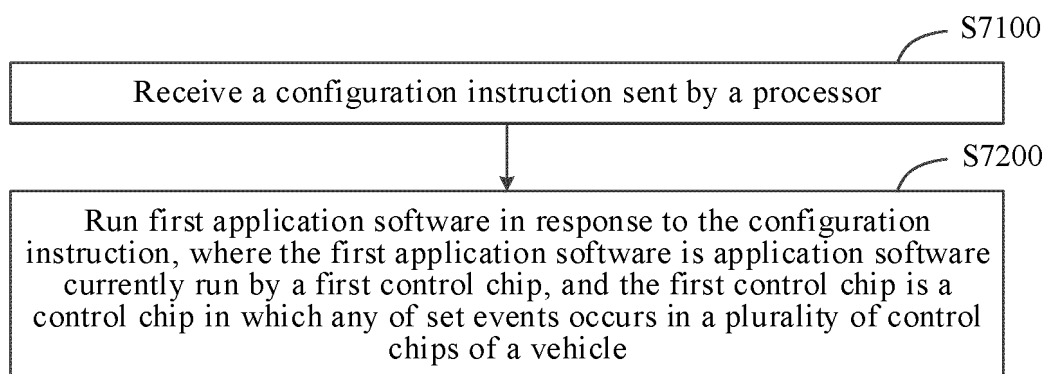 S7100
Receive a configuration instruction sent by a processor
S7200
Run first application software in response to the configuration
instruction, where the first application software is application software
currently run by a first control chip, and the first control chip is a
control chip in which any of set events occurs in a plurality of control
chips of a vehicle